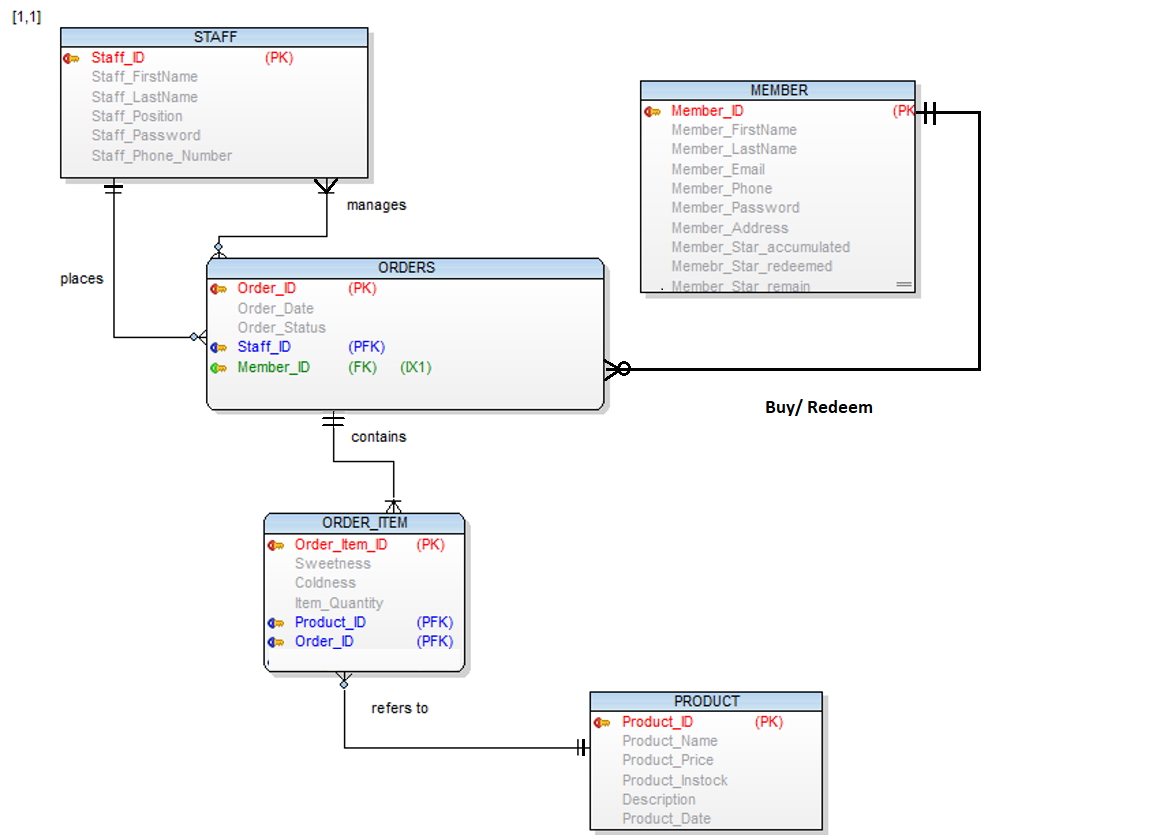 [1,1]
STAFF
Staff_ID (PK)
Staff_FirstName
Staff_LastName
Staff_Position
Staff_Password
Staff_Phone_Number
MEMBER
Member_ID (PK
Member_FirstName
Member_LastName
Member_Email
Member_Phone
Member_Password
Member_Address
Member_Star_accumulated
Memebr_Star_redeemed
Member_Star_remain
manages
places
ORDERS
Order_ID (PK)
Order_Date
Order_Status
Staff_ID (PFK)
Member_ID (FK) (IX1)
Buy/ Redeem
contains
ORDER_ITEM
Order_Item_ID (PK)
Sweetness
Coldness
Item_Quantity
Product_ID (PFK)
Order_ID (PFK)
refers to
PRODUCT
Product_ID (PK)
Product_Name
Product_Price
Product_Instock
Description
Product_Date